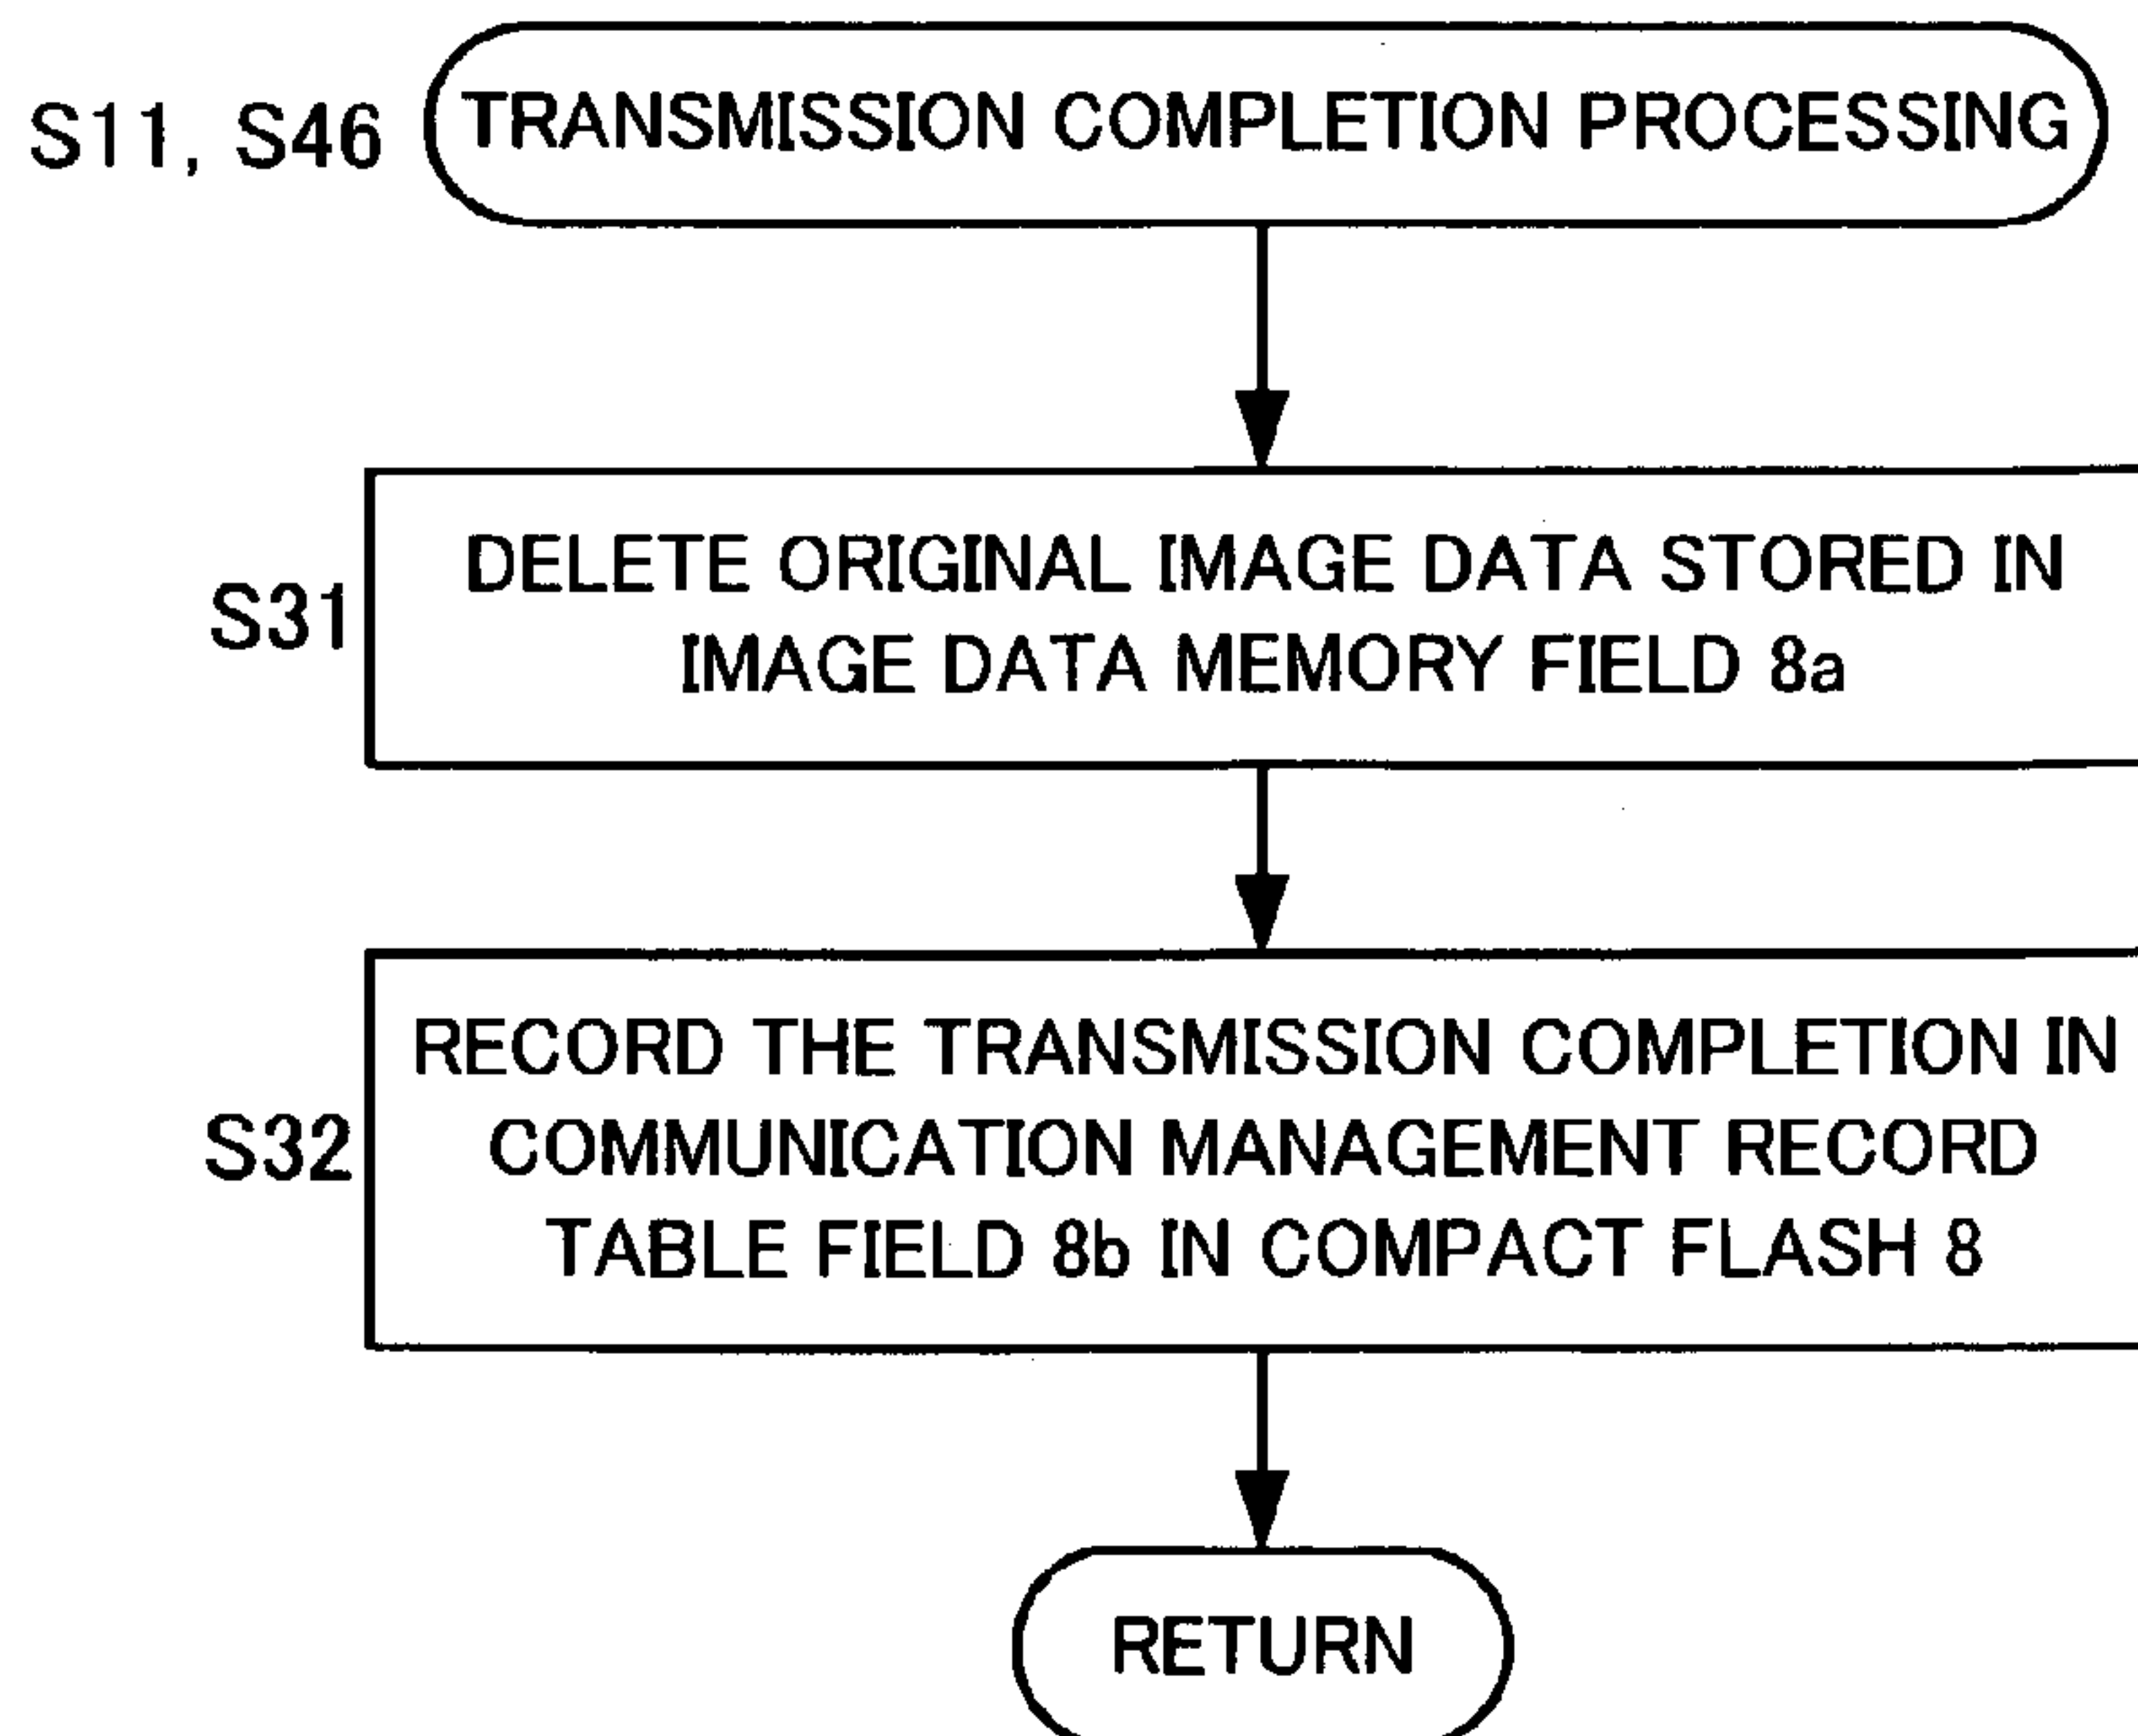 S11, S46
TRANSMISSION COMPLETION PROCESSING
S31
DELETE ORIGINAL IMAGE DATA STORED IN
IMAGE DATA MEMORY FIELD 8a
S32
RECORD THE TRANSMISSION COMPLETION IN
COMMUNICATION MANAGEMENT RECORD
TABLE FIELD 8b IN COMPACT FLASH 8
RETURN